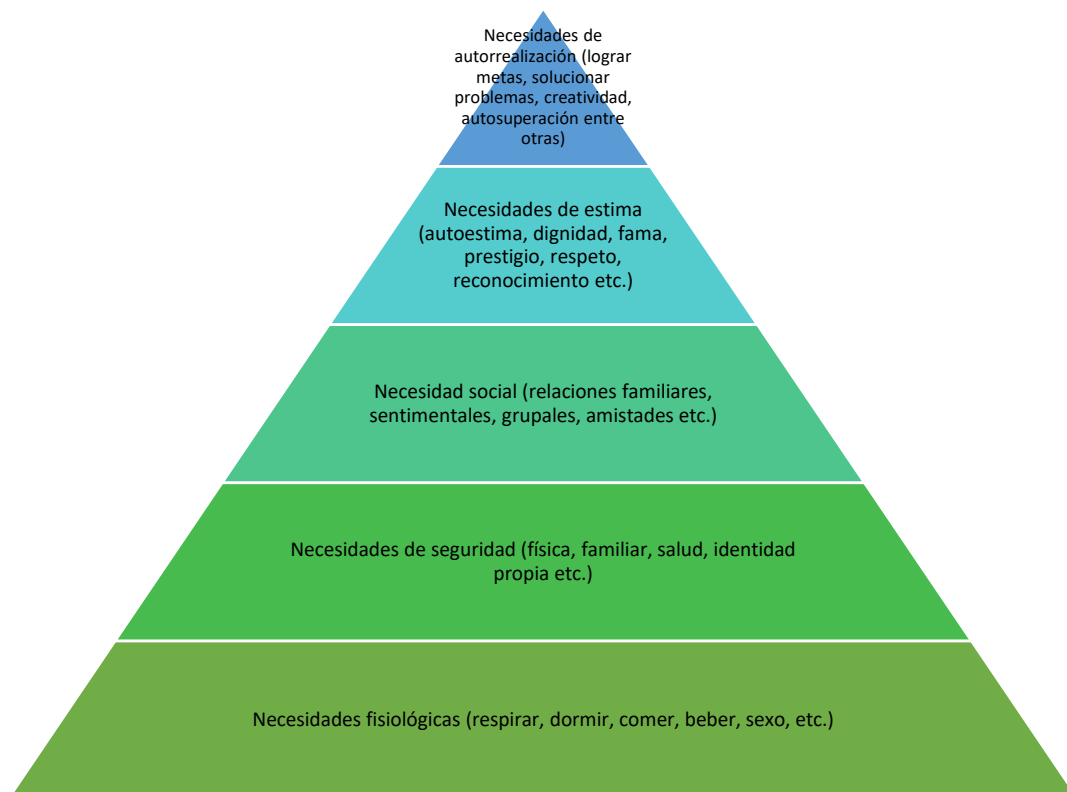 Necesidades de
autorrealización (lograr
metas, solucionar
problemas, creatividad,
autosuperación entre
otras)
Necesidades de estima
(autoestima, dignidad, fama,
prestigio, respeto,
reconocimiento etc.)
Necesidad social (relaciones familiares,
sentimentales, grupales, amistades etc.)
Necesidades de seguridad (física, familiar, salud, identidad
propia etc.)
Necesidades fisiológicas (respirar, dormir, comer, beber, sexo, etc.)